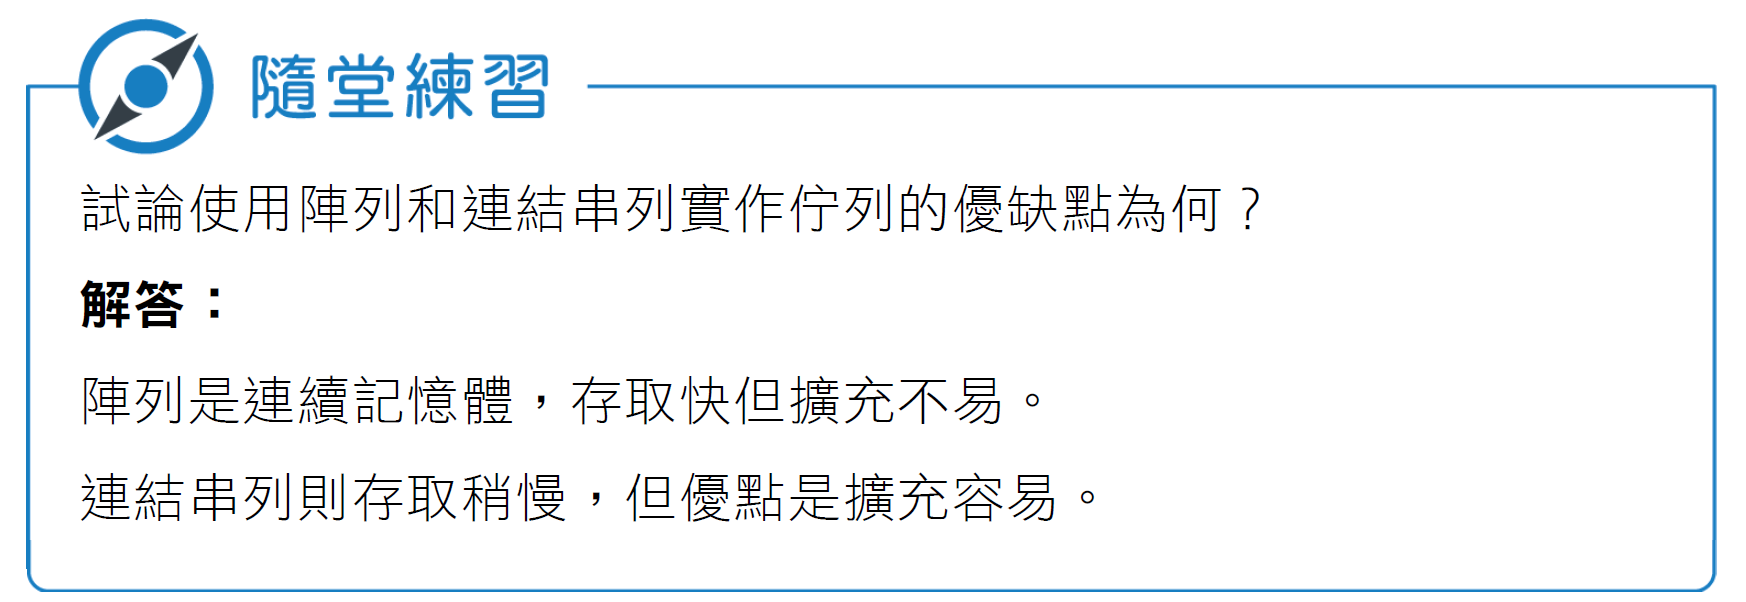 隨堂練習
試論使用陣列和連結串列實作佇列的優缺點為何？
解答：
陣列是連續記憶體，存取快但擴充不易。
連結串列則存取稍慢，但優點是擴充容易。